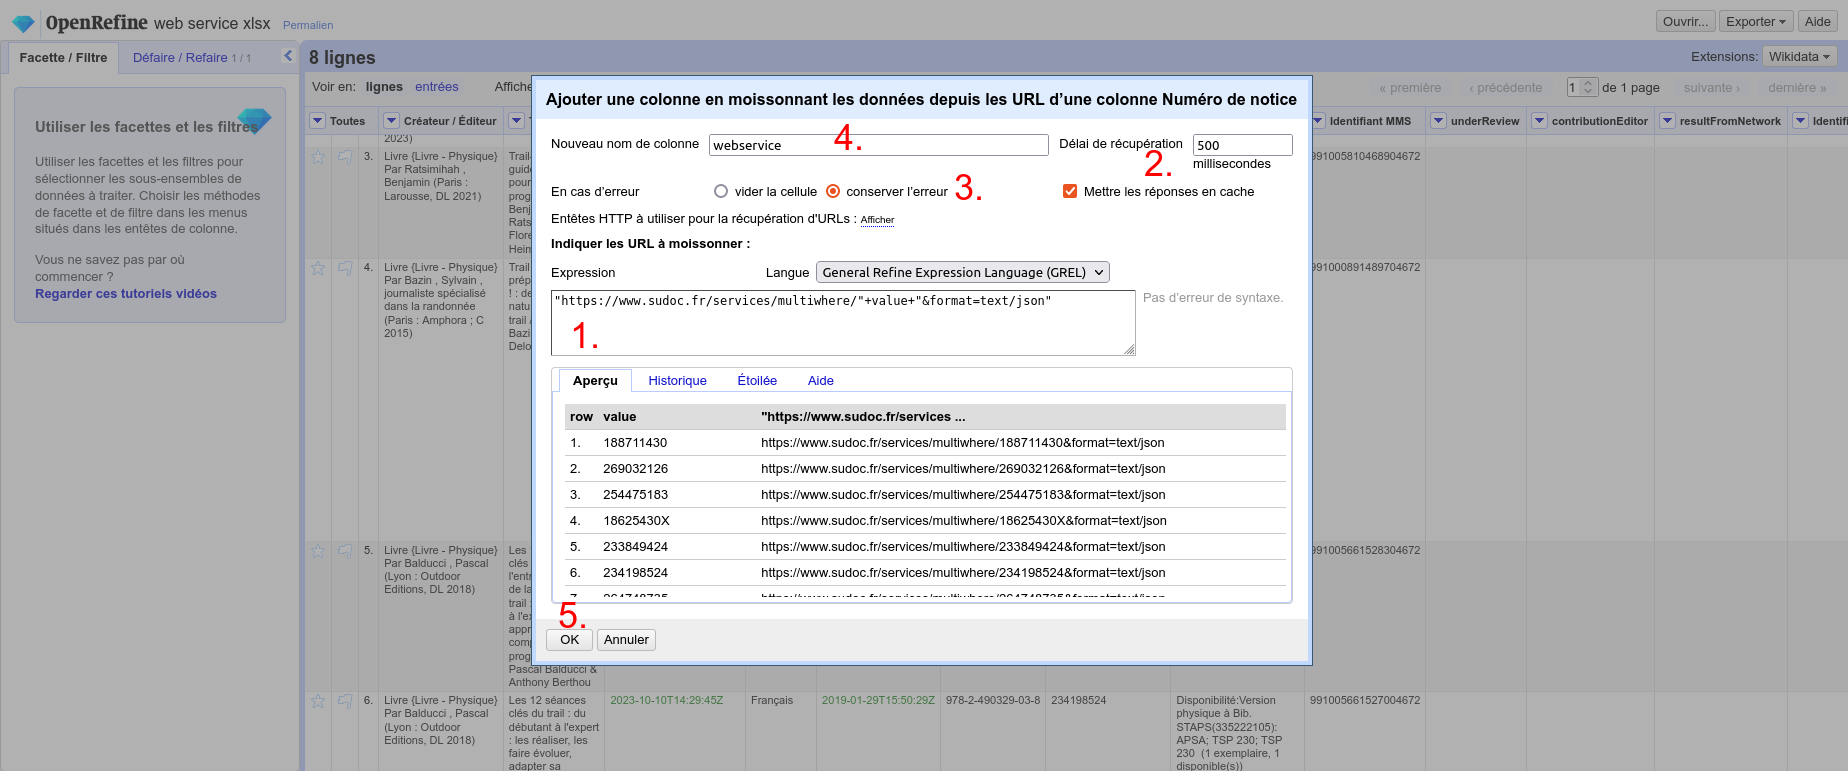 OpenRefine web service xlsx Permalien
Ouvrir... Exporter Aide
Facette / Filtre Défaire / Refaire 1 / 1
8 lignes
Extensions: Wikidata
Utiliser les facettes et les filtres
Utiliser les facettes et les filtres pour
sélectionner les sous-ensembles de
données à traiter. Choisir les méthodes
de facette et de filtre dans les menus
situés dans les entêtes de colonne.
Vous ne savez pas par où
commencer ?
Regarder ces tutoriels vidéos
Voir en: lignes entrées Affiche
« première ‹ précédente 1 de 1 page suivante › dernière »
Toutes Créateur / Éditeur
Identifiant MMS underReview contributionEditor resultFromNetwork Identifi
2023)
3. Livre {Livre - Physique}
Par Ratsimihah ,
Benjamin (Paris :
Larousse, DL 2021)
Trail
guide
pour
prog
Benj
Rats
Flore
Heim
991005810468904672
4. Livre {Livre - Physique}
Par Bazin , Sylvain ,
journaliste spécialisé
dans la randonnée
(Paris : Amphora ; C
2015)
Trail
prép
! : de
natu
trail
Bazi
Delo
991000891489704672
5. Livre {Livre - Physique}
Par Balducci , Pascal
(Lyon : Outdoor
Editions, DL 2018)
Les
clés
l'entr
de la
trail :
à l'ex
appr
comp
prog
Pascal Balducci &
Anthony Berthou
991005661528304672
6. Livre {Livre - Physique}
Par Balducci , Pascal
(Lyon : Outdoor
Editions, DL 2018)
Les 12 séances
clés du trail : du
débutant à l'expert
: les réaliser, les
faire évoluer,
adapter sa
2023-10-10T14:29:45Z
Français
2019-01-29T15:50:29Z
978-2-490329-03-8
234198524
Disponibilité:Version
physique à Bib.
STAPS(335222105):
APSA; TSP 230; TSP
230 (1 exemplaire, 1
disponible(s))
991005661527004672
Ajouter une colonne en moissonnant les données depuis les URL d’une colonne Numéro de notice
Nouveau nom de colonne webservice 4. Délai de récupération 500
2. millisecondes
En cas d’erreur vider la cellule conserver l’erreur 3. Mettre les réponses en cache
Entêtes HTTP à utiliser pour la récupération d'URLs : Afficher
Indiquer les URL à moissonner :
Expression Langue General Refine Expression Language (GREL)
"https://www.sudoc.fr/services/multiwhere/"+value+"&format=text/json" Pas d’erreur de syntaxe.
1.
Aperçu Historique Étoilée Aide
row value "https://www.sudoc.fr/services ...
1. 188711430 https://www.sudoc.fr/services/multiwhere/188711430&format=text/json
2. 269032126 https://www.sudoc.fr/services/multiwhere/269032126&format=text/json
3. 254475183 https://www.sudoc.fr/services/multiwhere/254475183&format=text/json
4. 18625430X https://www.sudoc.fr/services/multiwhere/18625430X&format=text/json
5. 233849424 https://www.sudoc.fr/services/multiwhere/233849424&format=text/json
6. 234198524 https://www.sudoc.fr/services/multiwhere/234198524&format=text/json
5.
OK Annuler